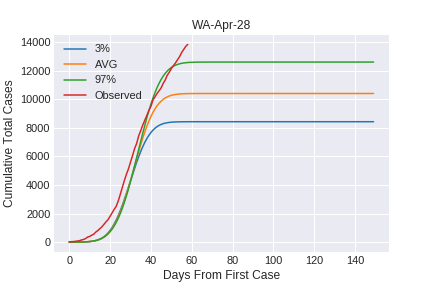 WA-Apr-28
14000
12000
10000
8000
6000
4000
2000
0
3%
AVG
97%
Observed
Cumulative Total Cases
0 20 40 60 80 100 120 140
Days From First Case